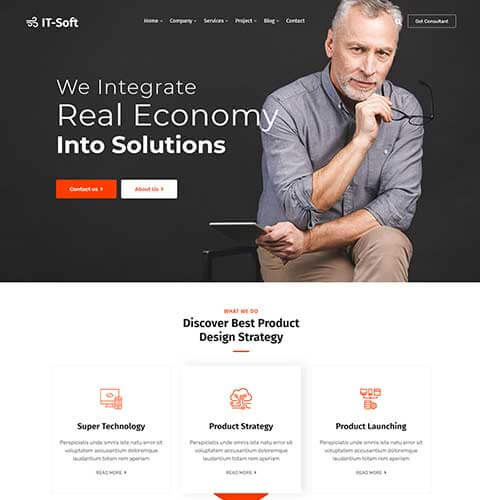 IT-Soft
Home Company Services Project Blog Contact
Get Consultant
We Integrate
Real Economy
Into Solutions
Contact us
About Us
WHAT WE DO
Discover Best Product
Design Strategy
Super Technology
Perspiciatis unde omnis iste natu error sit
voluptatem accusantium doloremque
laudantium totam rem aperiam
READ MORE
Product Strategy
Perspiciatis unde omnis iste natu error sit
voluptatem accusantium doloremque
laudantium totam rem aperiam
READ MORE
Product Launching
Perspiciatis unde omnis iste natu error sit
voluptatem accusantium doloremque
laudantium totam rem aperiam
READ MORE